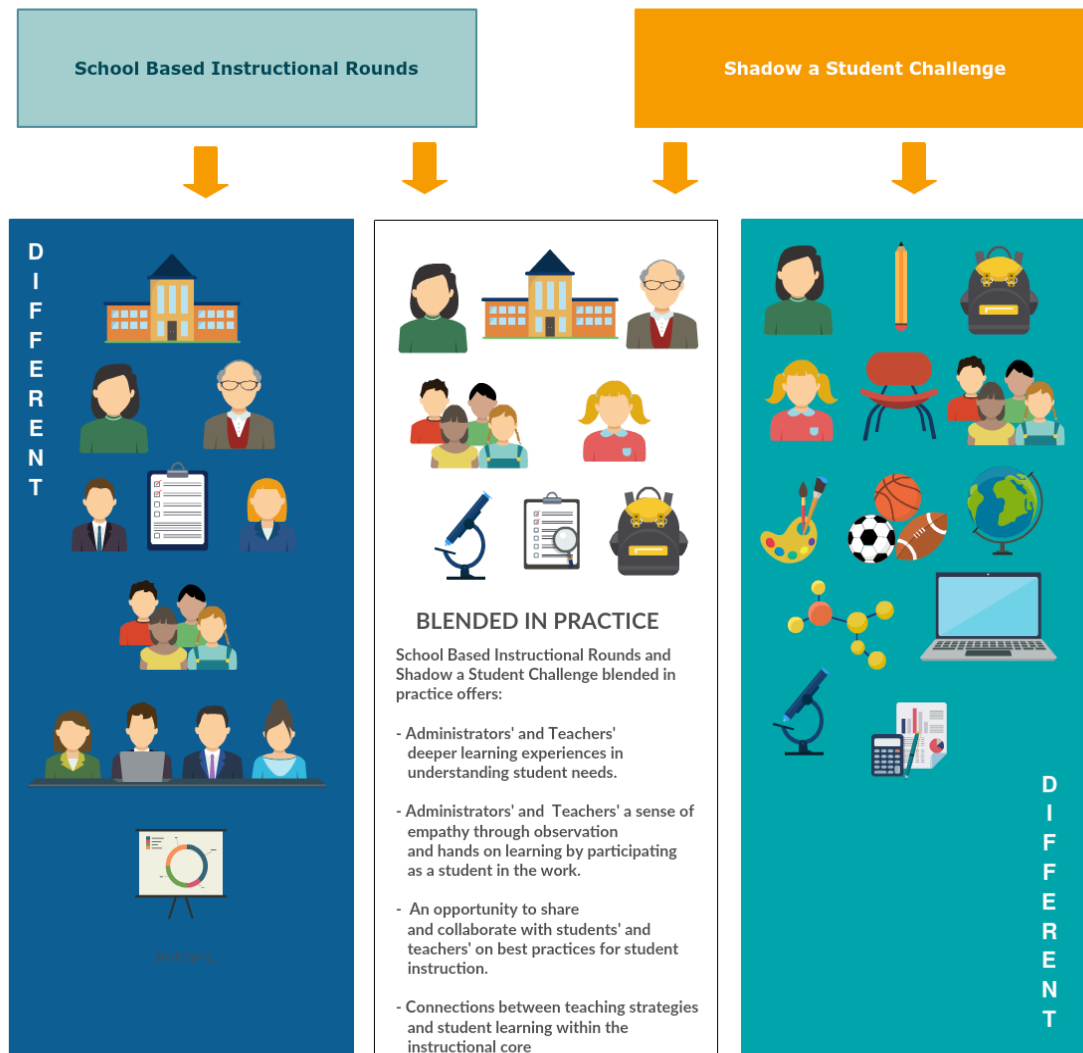 School Based Instructional Rounds
Shadow a Student Challenge
DIFFERENT
BLENDED IN PRACTICE
School Based Instructional Rounds and
Shadow a Student Challenge blended in
practice offers:
- Administrators' and Teachers'
deeper learning experiences in
understanding student needs.
- Administrators' and Teachers' a sense of
empathy through observation
and hands on learning by participating
as a student in the work.
- An opportunity to share
and collaborate with students' and
teachers' on best practices for student
instruction.
- Connections between teaching strategies
and student learning within the
instructional core
DIFFERENT